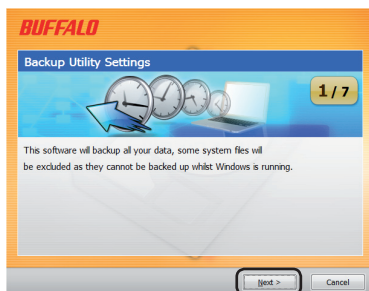 BUFFALO
Backup Utility Settings
1 / 7
This software will backup all your data, some system files will
be excluded as they cannot be backed up whilst Windows is running.
Next >
Cancel